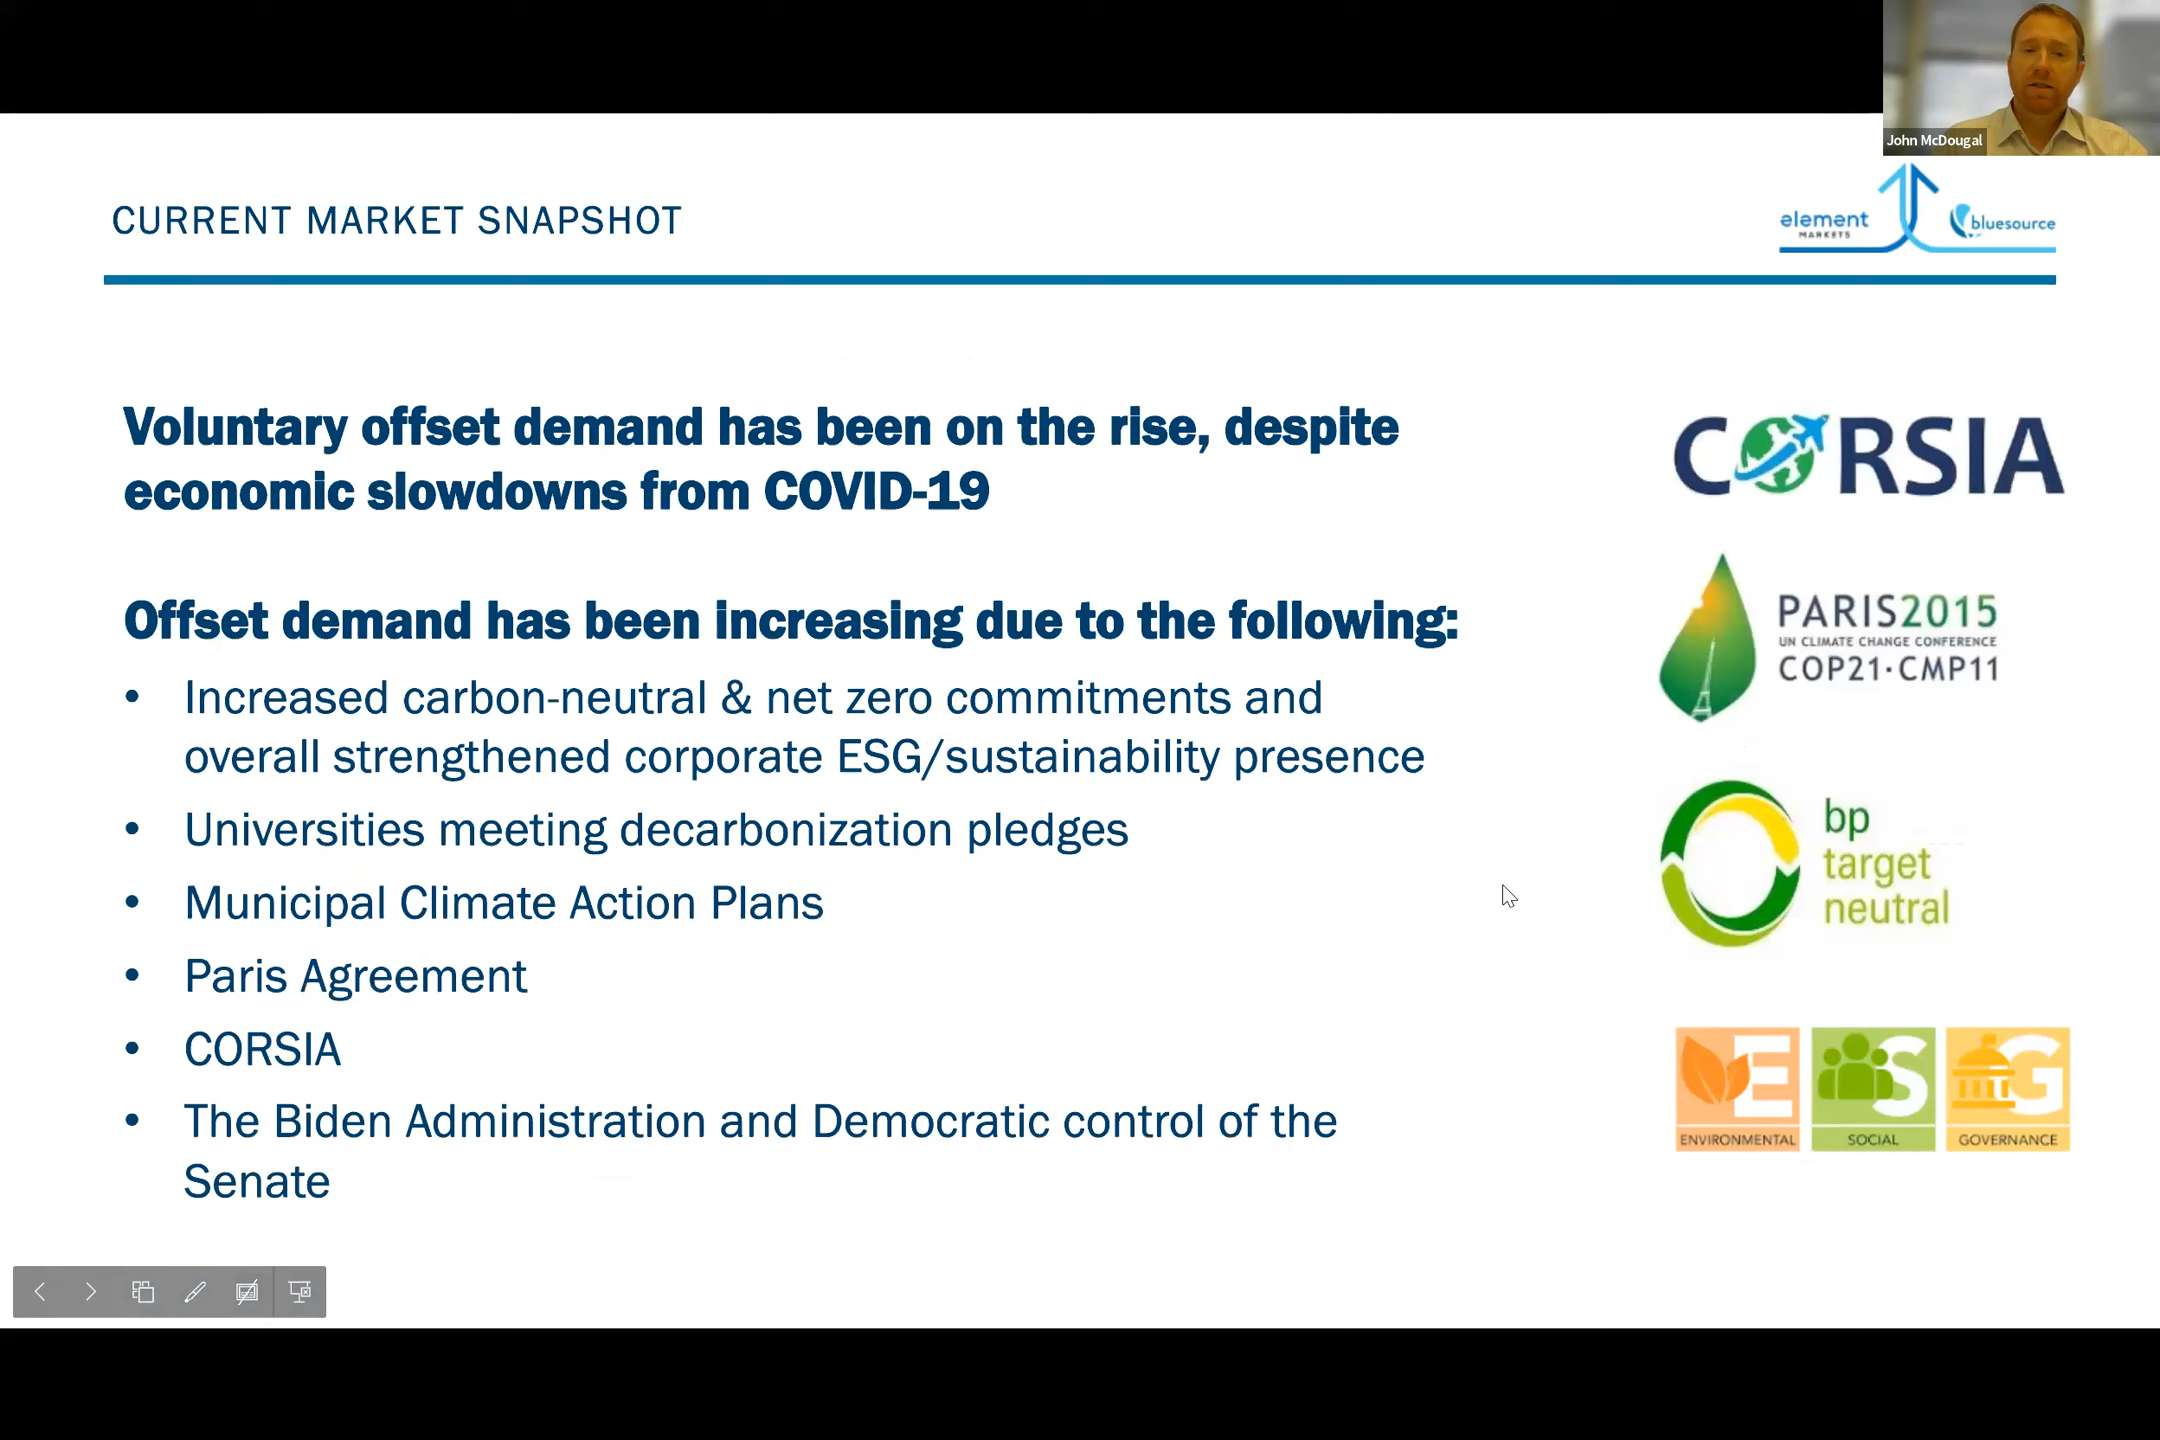 John McDougal
CURRENT MARKET SNAPSHOT
element
MARKETS
bluesource
Voluntary offset demand has been on the rise, despite
economic slowdowns from COVID-19
Offset demand has been increasing due to the following:
• Increased carbon-neutral & net zero commitments and
overall strengthened corporate ESG/sustainability presence
• Universities meeting decarbonization pledges
• Municipal Climate Action Plans
• Paris Agreement
• CORSIA
• The Biden Administration and Democratic control of the
Senate
CORSIA
PARIS2015
UN CLIMATE CHANGE CONFERENCE
COP21·CMP11
bp
target
neutral
E S G
ENVIRONMENTAL SOCIAL GOVERNANCE